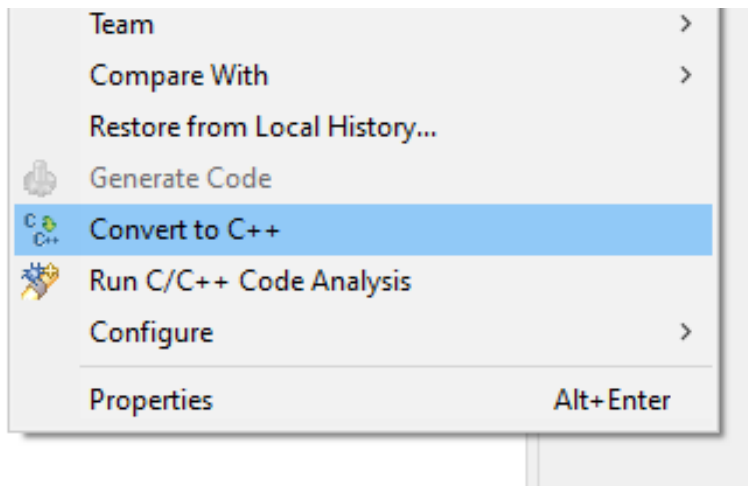 Team
Compare With
Restore from Local History...
Generate Code
C C++ Convert to C++
Run C/C++ Code Analysis
Configure
Properties Alt+Enter